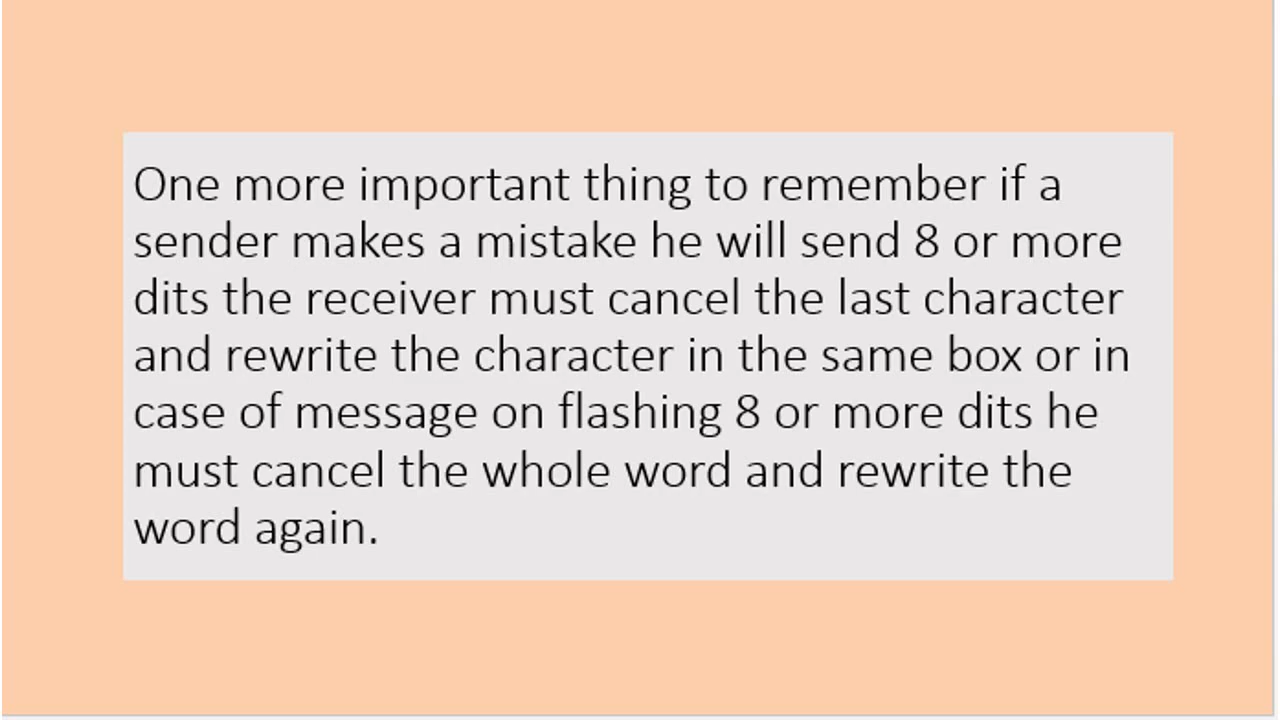 One more important thing to remember if a
sender makes a mistake he will send 8 or more
dits the receiver must cancel the last character
and rewrite the character in the same box or in
case of message on flashing 8 or more dits he
must cancel the whole word and rewrite the
word again.